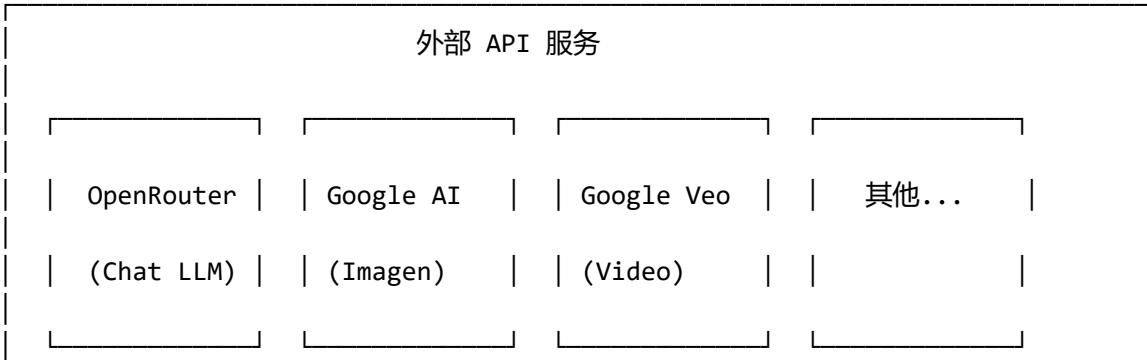 外部 API 服务
OpenRouter Google AI Google Veo 其他...
(Chat LLM) (Imagen) (Video)